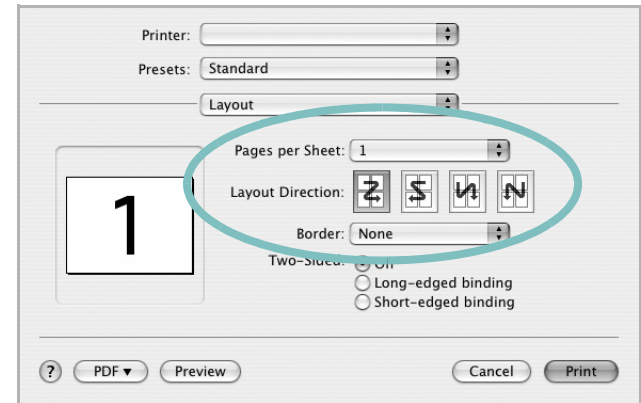 Printer:
Presets: Standard
Layout
Pages per Sheet: 1
Layout Direction:
Border: None
Two-Sided: Off
Long-edged binding
Short-edged binding
1
? PDF Preview Cancel Print